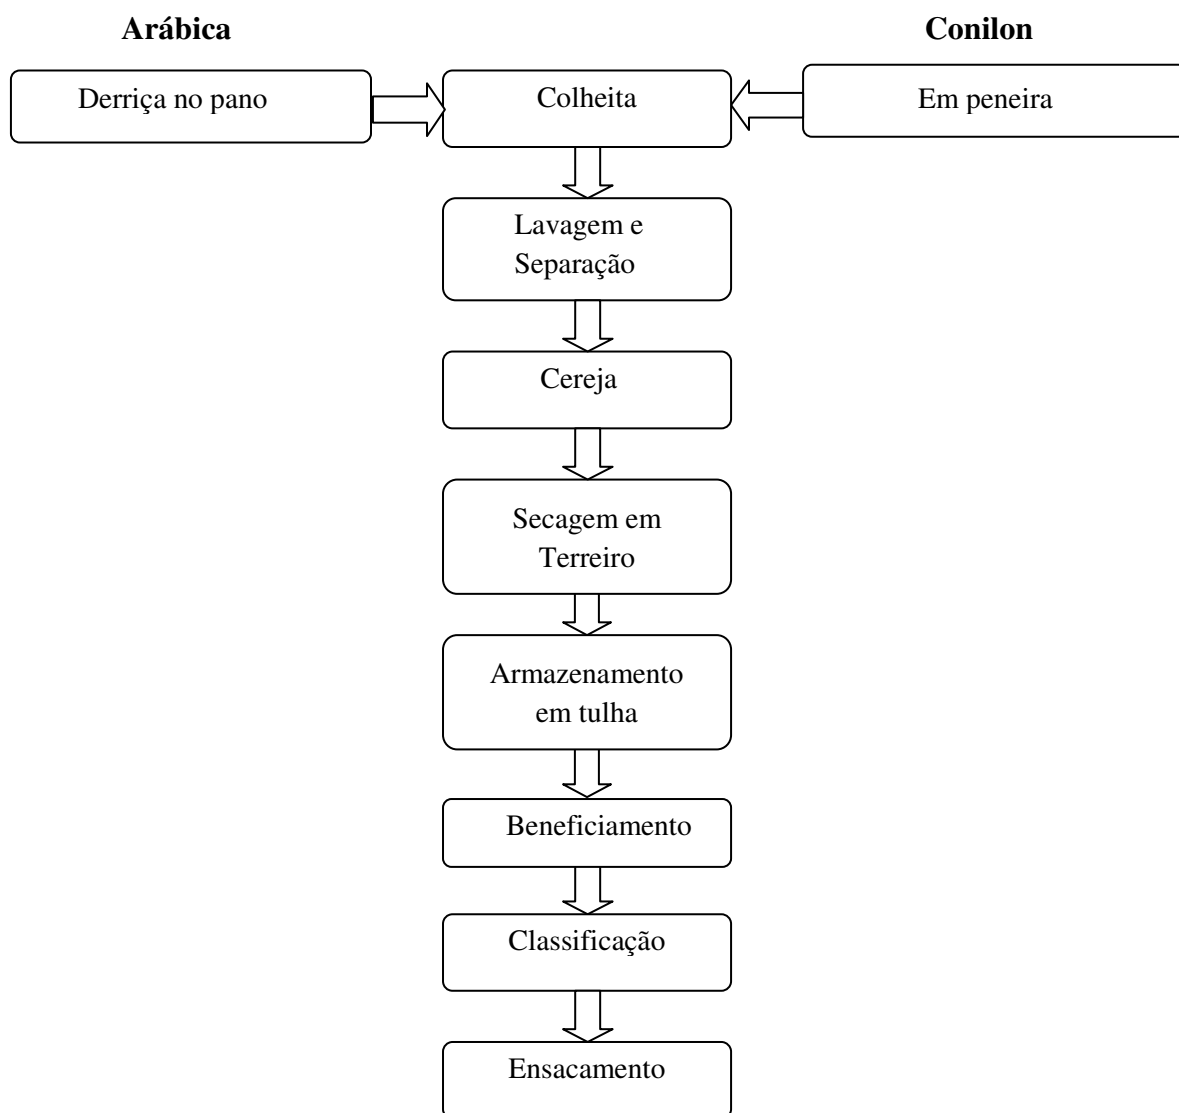 Arábica
Conilon
Derriça no pano
Colheita
Em peneira
Lavagem e
Separação
Cereja
Secagem em
Terreiro
Armazenamento
em tulha
Beneficiamento
Classificação
Ensacamento